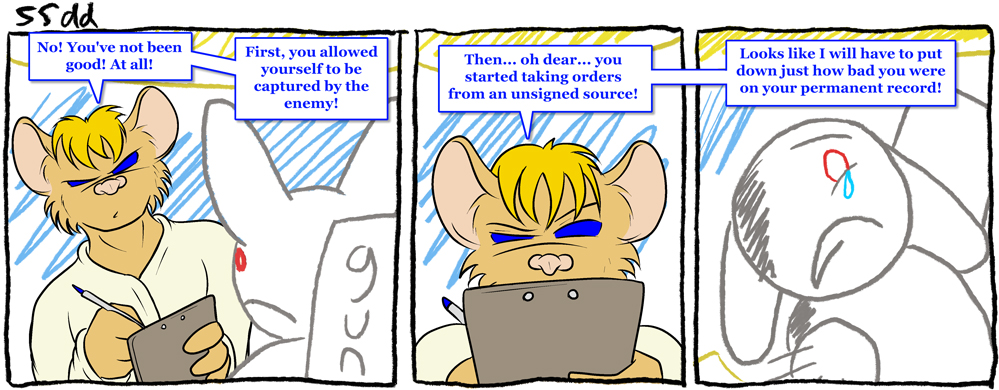 ssdd
No! You've not been
good! At all!
First, you allowed
yourself to be
captured by the
enemy!
Then... oh dear... you
started taking orders
from an unsigned source!
Looks like I will have to put
down just how bad you were
on your permanent record!